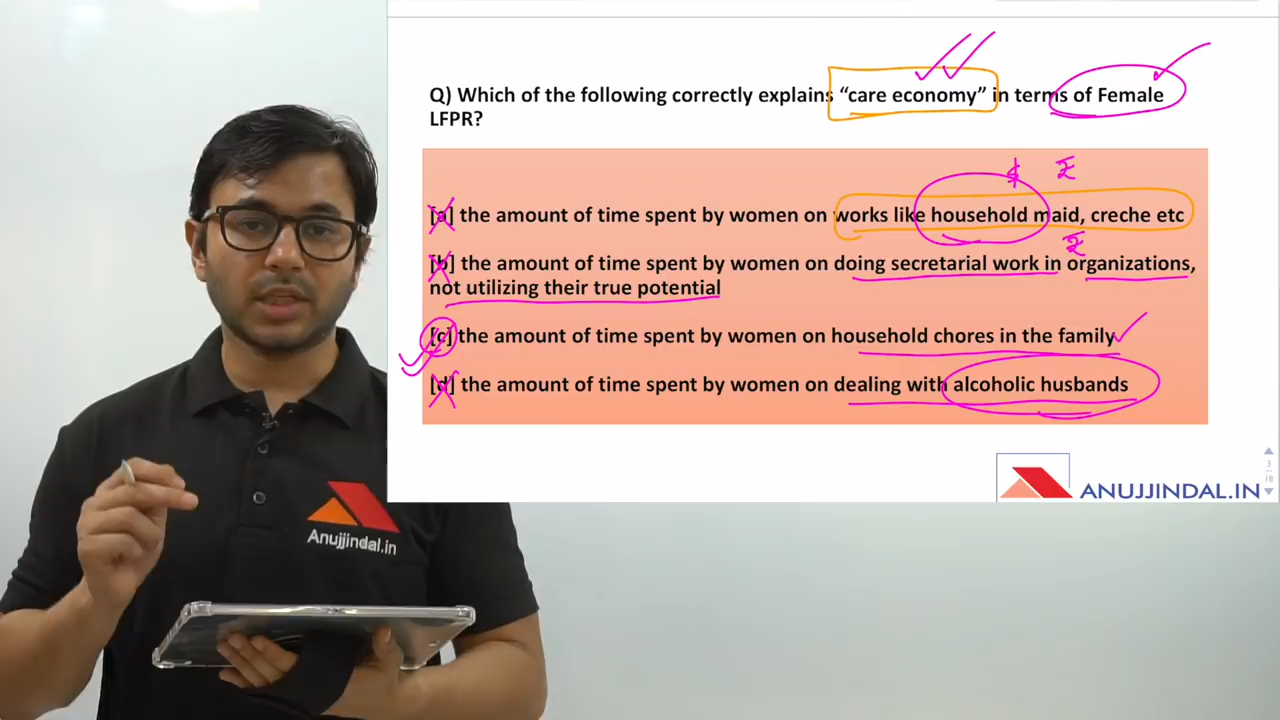 Q) Which of the following correctly explains “care economy” in terms of Female
LFPR?
[a] the amount of time spent by women on works like household maid, creche etc
[b] the amount of time spent by women on doing secretarial work in organizations,
not utilizing their true potential
[c] the amount of time spent by women on household chores in the family
[d] the amount of time spent by women on dealing with alcoholic husbands
ANUJJINDAL.IN
3
18
Anujjindal.in